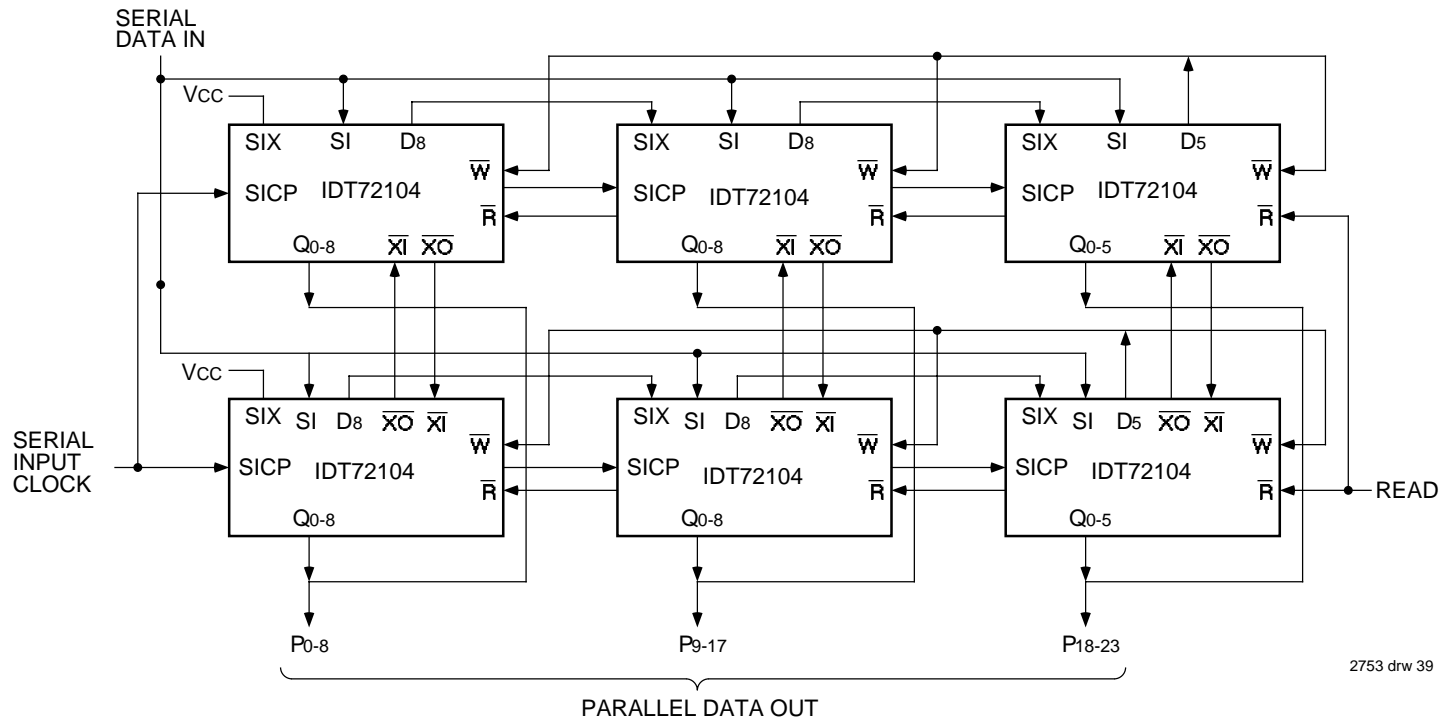 SERIAL
DATA IN
VCC
SIX SI D8
W
SICP IDT72104
R
Q0-8 XI XO
SIX SI D8
W
SICP IDT72104
R
Q0-8 XI XO
SIX SI D5
W
SICP IDT72104
R
Q0-5 XI XO
VCC
SERIAL
INPUT
CLOCK
SIX SI D8 XO XI
W
SICP IDT72104
R
Q0-8
SIX SI D8 XO XI
W
SICP IDT72104
R
Q0-8
SIX SI D5 XO XI
W
SICP IDT72104
R
Q0-5
READ
P0-8 P9-17 P18-23
PARALLEL DATA OUT
2753 drw 39